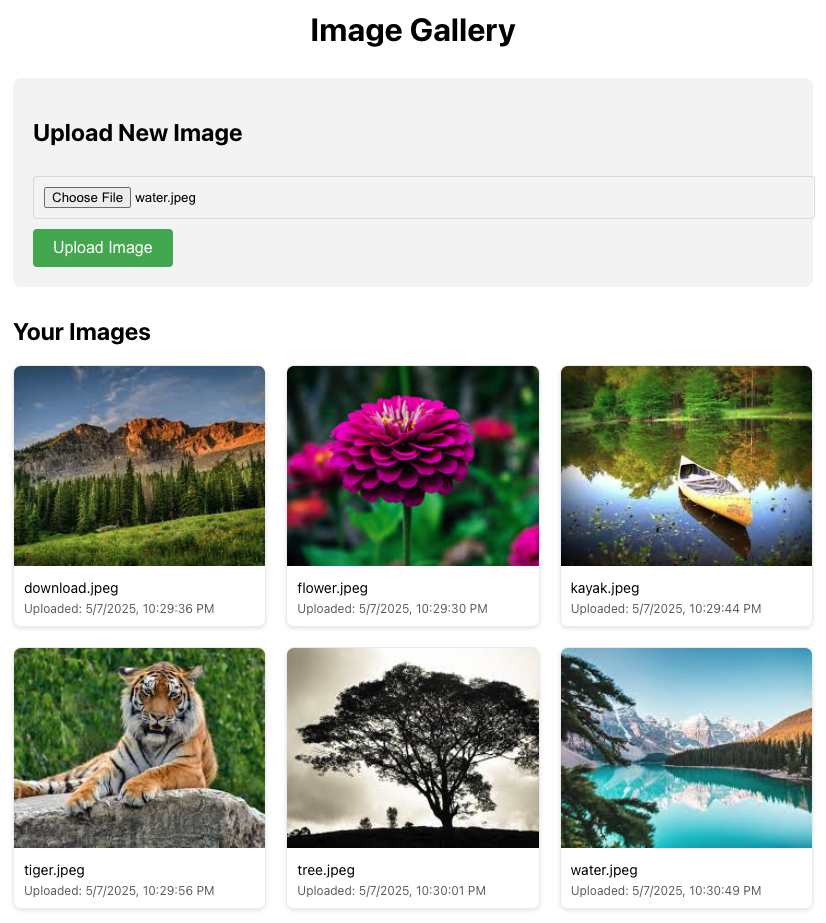 Image Gallery
Upload New Image
Choose File water.jpeg
Upload Image
Your Images
download.jpeg
Uploaded: 5/7/2025, 10:29:36 PM
flower.jpeg
Uploaded: 5/7/2025, 10:29:30 PM
kayak.jpeg
Uploaded: 5/7/2025, 10:29:44 PM
tiger.jpeg
Uploaded: 5/7/2025, 10:29:56 PM
tree.jpeg
Uploaded: 5/7/2025, 10:30:01 PM
water.jpeg
Uploaded: 5/7/2025, 10:30:49 PM